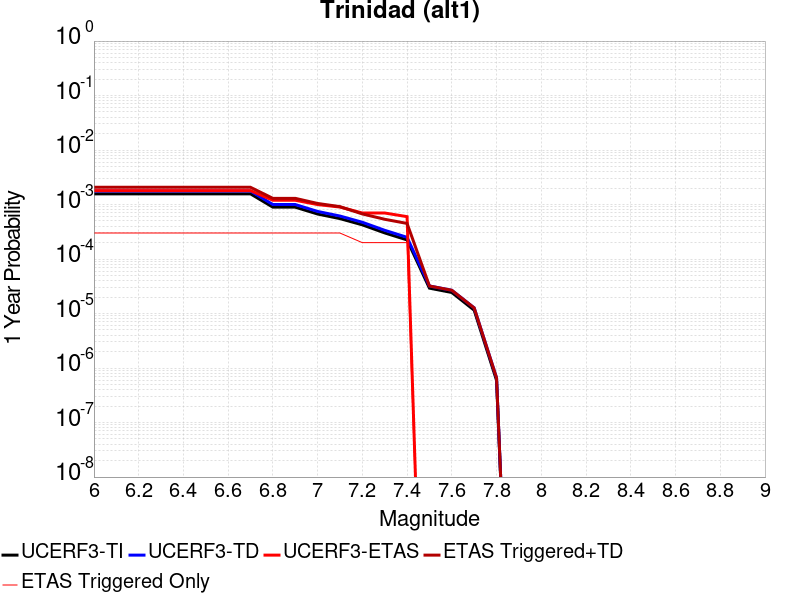 Trinidad (alt1)
10^0
10^-1
10^-2
10^-3
10^-4
10^-5
10^-6
10^-7
10^-8
1 Year Probability
6 6.2 6.4 6.6 6.8 7 7.2 7.4 7.6 7.8 8 8.2 8.4 8.6 8.8 9
Magnitude
UCERF3-TI UCERF3-TD UCERF3-ETAS ETAS Triggered+TD
ETAS Triggered Only